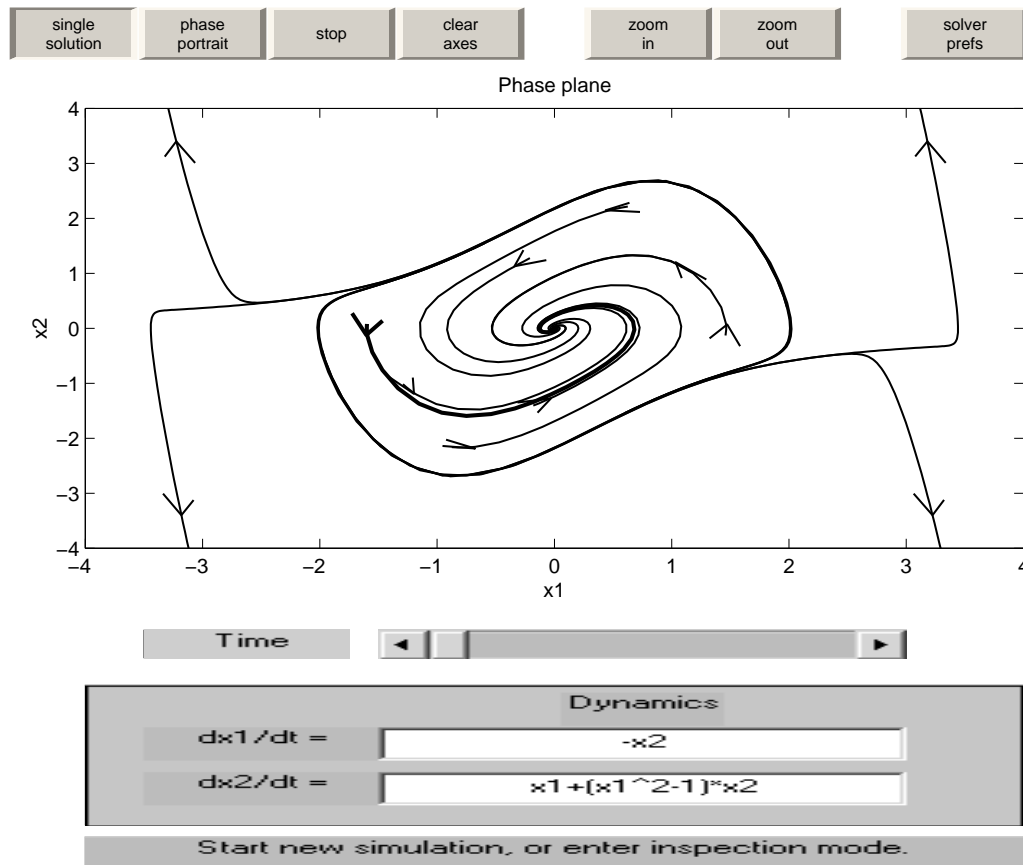 single solution
phase portrait
stop
clear axes
zoom in
zoom out
solver prefs
Phase plane
4
3
2
1
0
−1
−2
−3
−4
x2
−4 −3 −2 −1 0 1 2 3 4
x1
Time
Dynamics
dx1/dt = -x2
dx2/dt = x1+(x1^2-1)*x2
Start new simulation, or enter inspection mode.